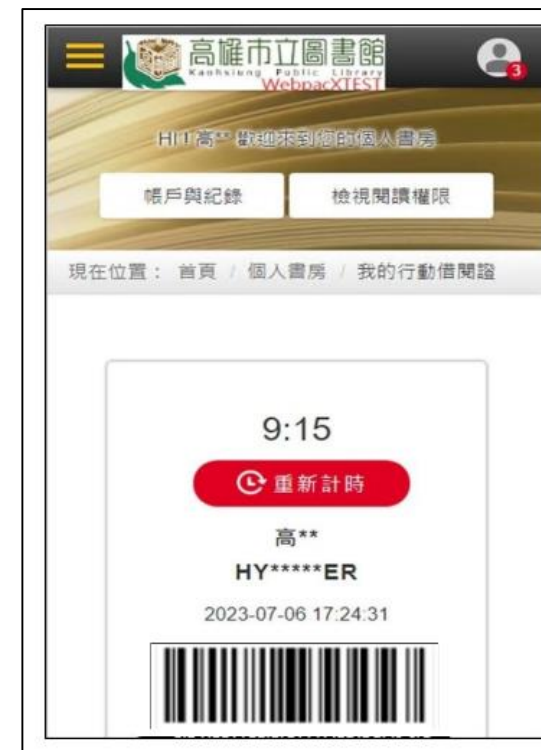 高雄市立圖書館
Kaohsiung Public Library
WebpacXTEST
3
HI! 高** 歡迎來到您的個人書房
帳戶與紀錄 檢視閱讀權限
現在位置： 首頁 / 個人書房 / 我的行動借閱證
9:15
重新計時
高**
HY*****ER
2023-07-06 17:24:31